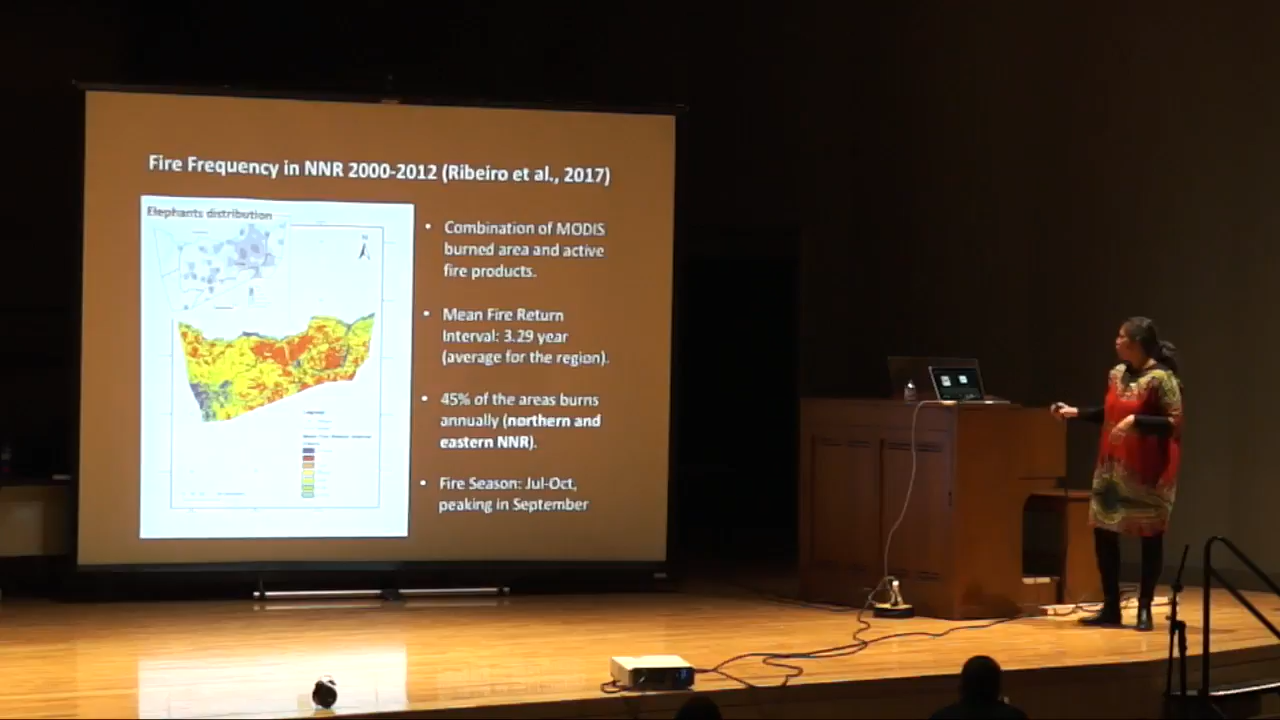 Fire Frequency in NNR 2000-2012 (Ribeiro et al., 2017)
Elephants distribution
• Combination of MODIS
burned area and active
fire products.
• Mean Fire Return
Interval: 3.29 year
(average for the region).
• 45% of the areas burns
annually (northern and
eastern NNR).
• Fire Season: Jul-Oct,
peaking in September